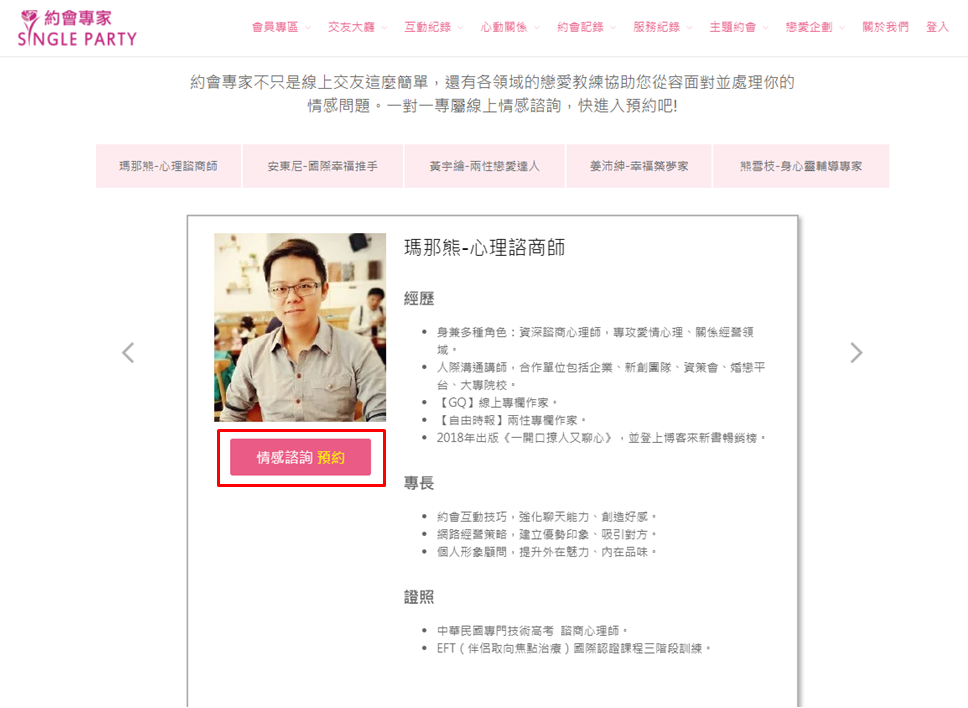 約會專家
SINGLE PARTY
會員專區 交友大廳 互動紀錄 心動關係 約會記錄 服務紀錄 主題約會 戀愛企劃 關於我們 登入
約會專家不只是線上交友這麼簡單，還有各領域的戀愛教練協助您從容面對並處理你的
情感問題。一對一專屬線上情感諮詢，快進入預約吧!
瑪那熊-心理諮商師 安東尼-國際幸福推手 黃宇綸-兩性戀愛達人 姜沛紳-幸福築夢家 熊雪枝-身心靈輔導專家
瑪那熊-心理諮商師
經歷
• 身兼多種角色：資深諮商心理師，專攻愛情心理、關係經營領
域。
• 人際溝通講師，合作單位包括企業、新創團隊、資策會、婚戀平
台、大專院校。
• 【GQ】線上專欄作家。
• 【自由時報】兩性專欄作家。
• 2018年出版《一開口撩人又聊心》，並登上博客來新書暢銷榜。
情感諮詢 預約
專長
• 約會互動技巧，強化聊天能力、創造好感。
• 網路經營策略，建立優勢印象、吸引對方。
• 個人形象顧問，提升外在魅力、內在品味。
證照
• 中華民國專門技術高考 諮商心理師。
• EFT（伴侶取向焦點治療）國際認證課程三階段訓練。